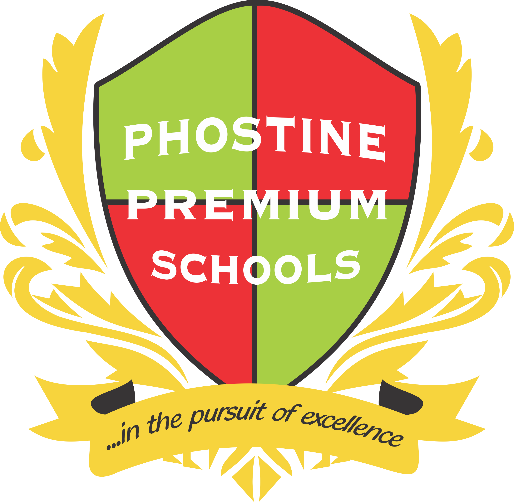 PHOSTINE
PREMIUM
SCHOOLS
...in the pursuit of excellence